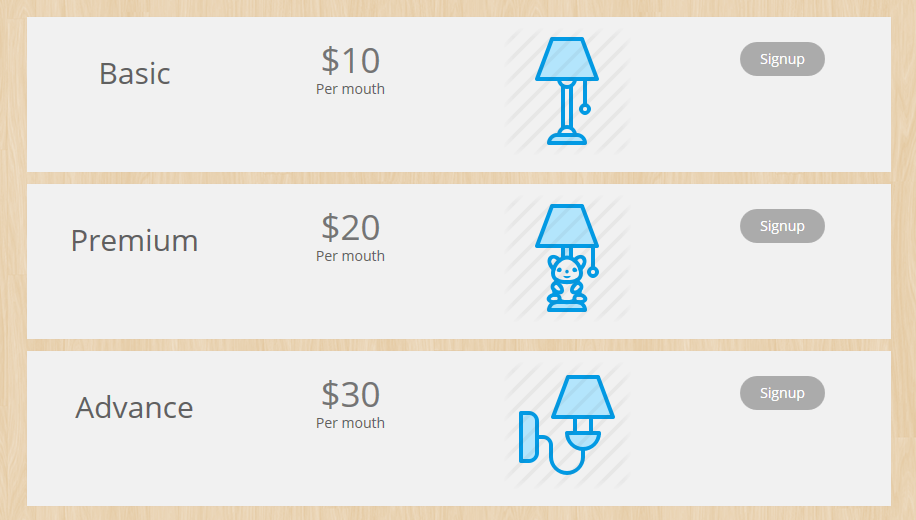 Basic
$10
Per mouth
Signup
Premium
$20
Per mouth
Signup
Advance
$30
Per mouth
Signup